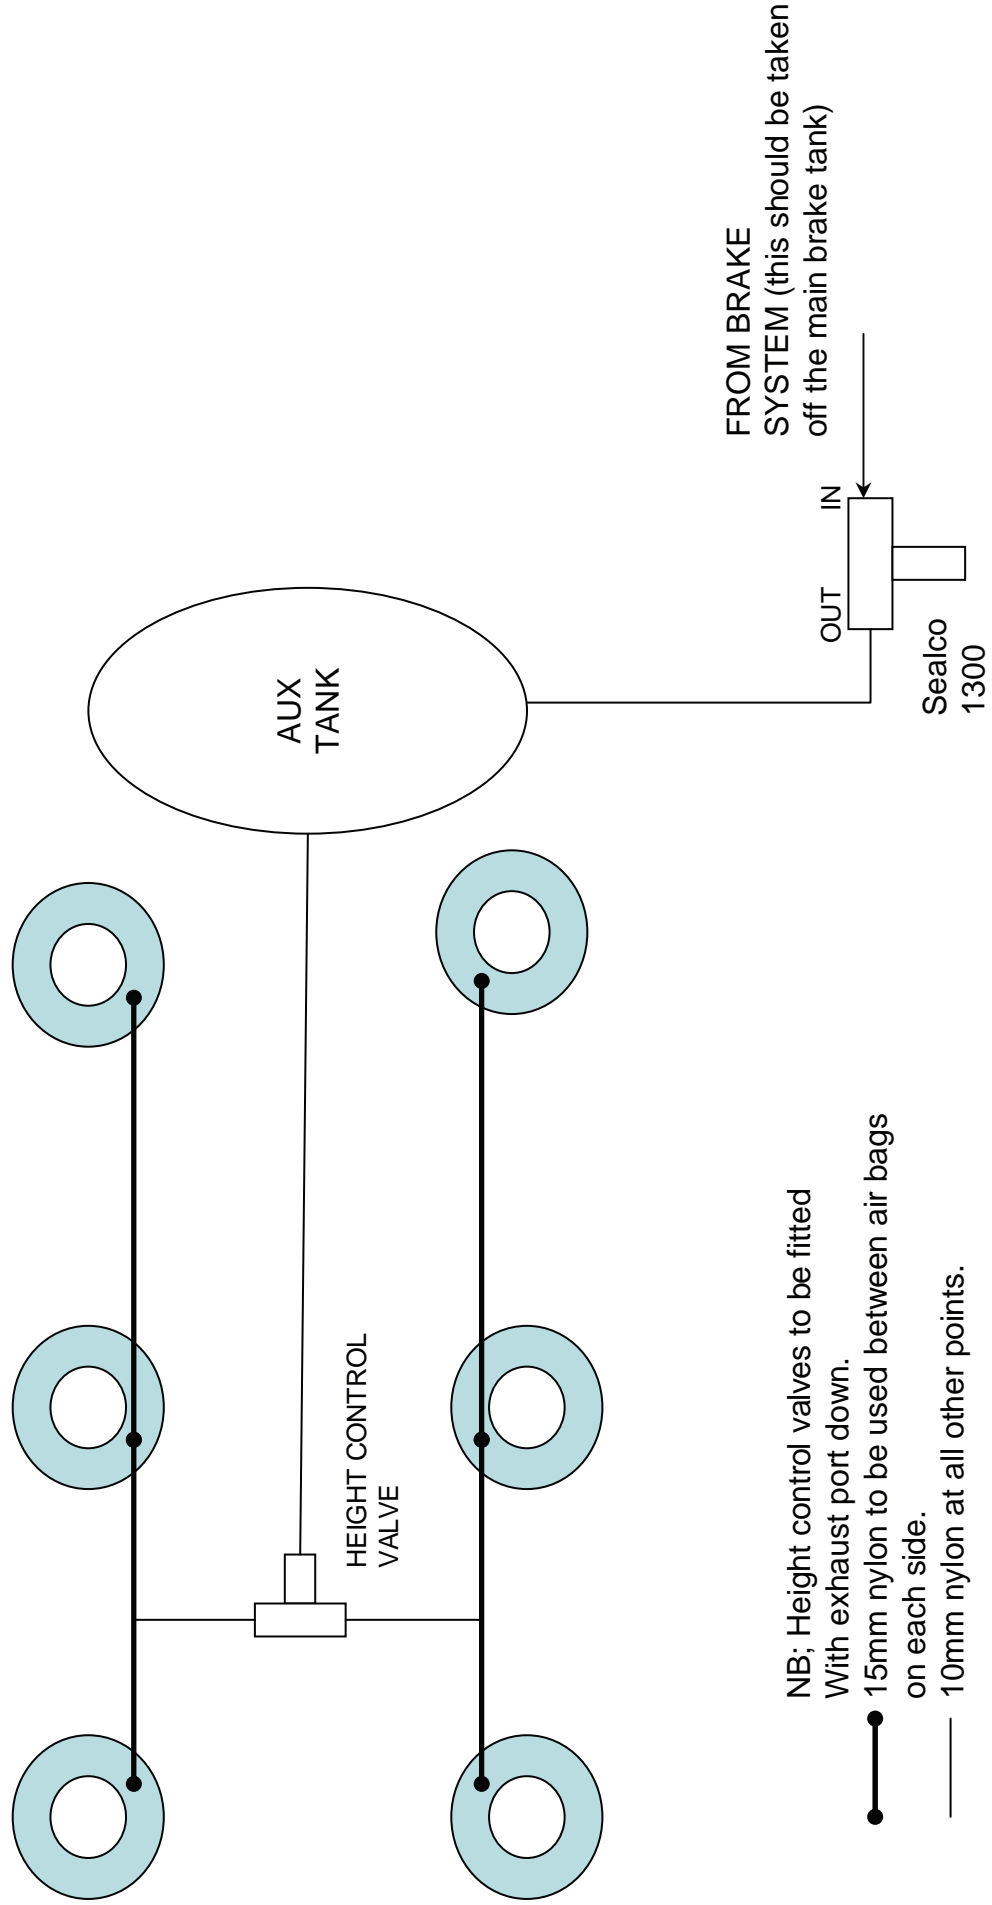 AUX
TANK
HEIGHT CONTROL
VALVE
FROM BRAKE
SYSTEM (this should be taken
off the main brake tank)
OUT
IN
Sealco
1300
NB; Height control valves to be fitted
With exhaust port down.
15mm nylon to be used between air bags
on each side.
10mm nylon at all other points.